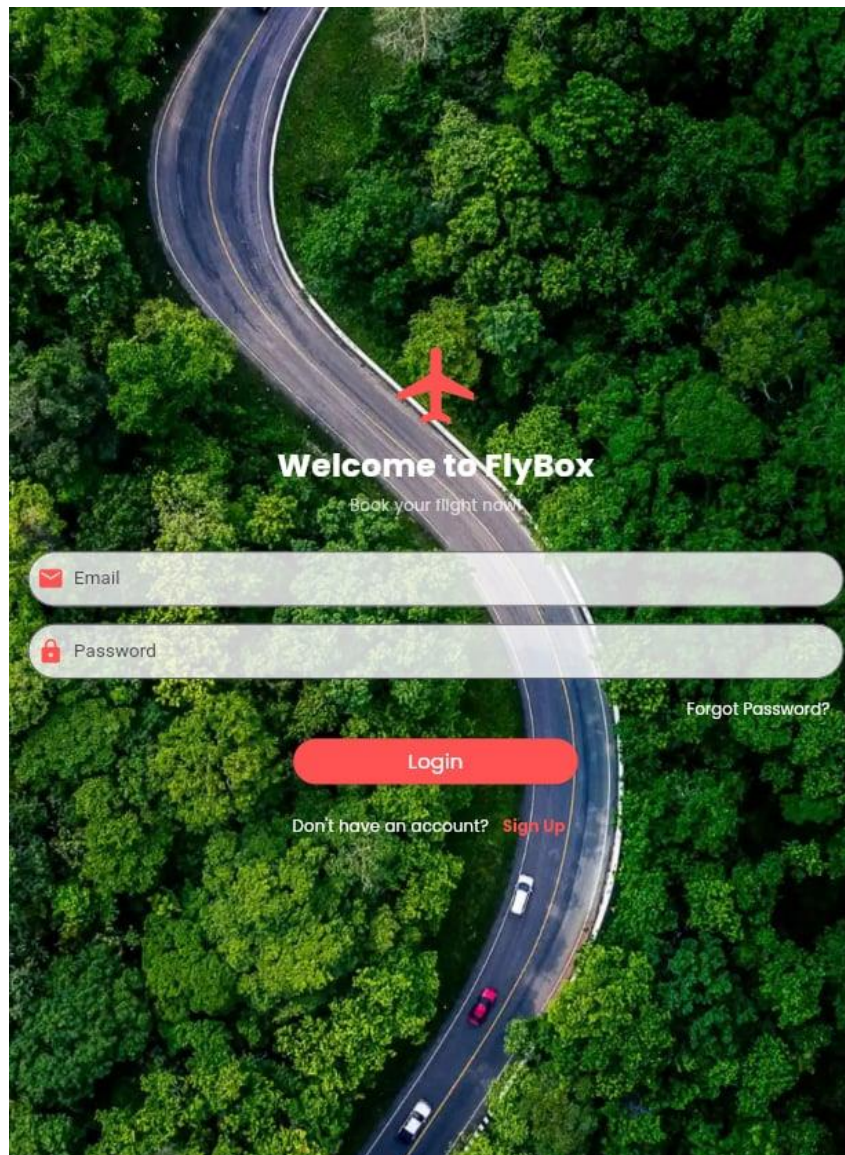 Welcome to FlyBox
Book your flight now!
Email
Password
Forgot Password?
Login
Don't have an account? Sign Up